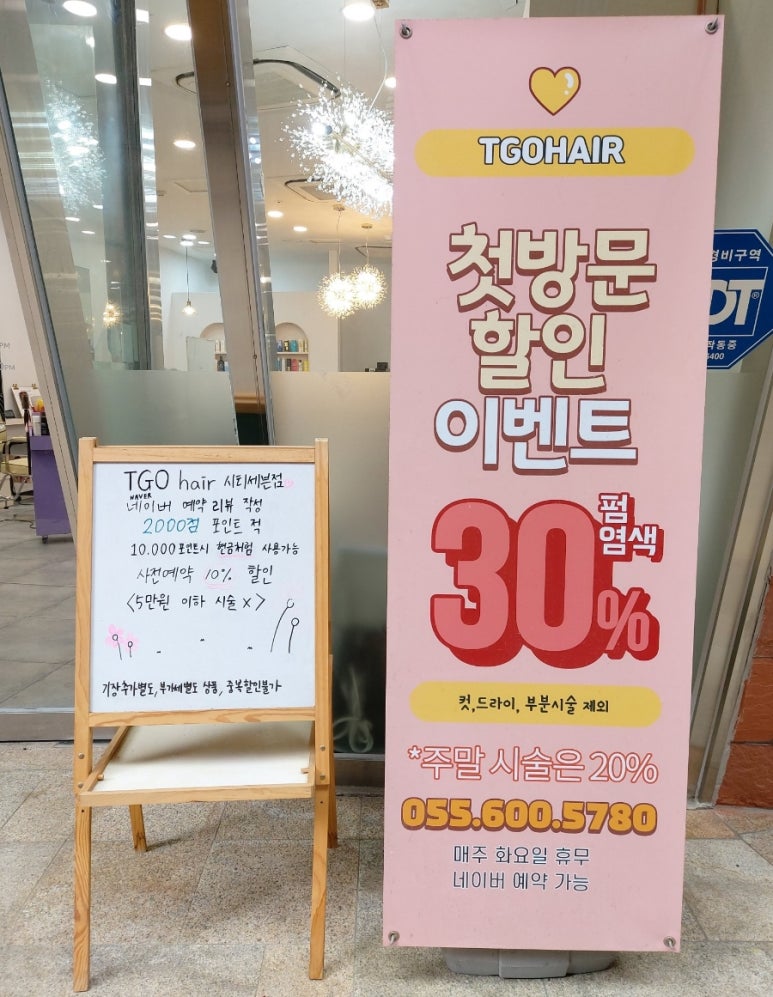 TGO hair 시티세븐점
NAVER
네이버 예약 리뷰 작성
2000점 포인트 적
10.000포인트시 현금처럼 사용가능
사전예약 10% 할인
<5만원 이하 시술 X>
기장추가별도, 부가세별도 상품, 중복할인불가
TGOHAIR
첫방문
할인
이벤트
30%
펌
염색
컷,드라이, 부분시술 제외
*주말 시술은 20%
055.600.5780
매주 화요일 휴무
네이버 예약 가능
비구역
작동중